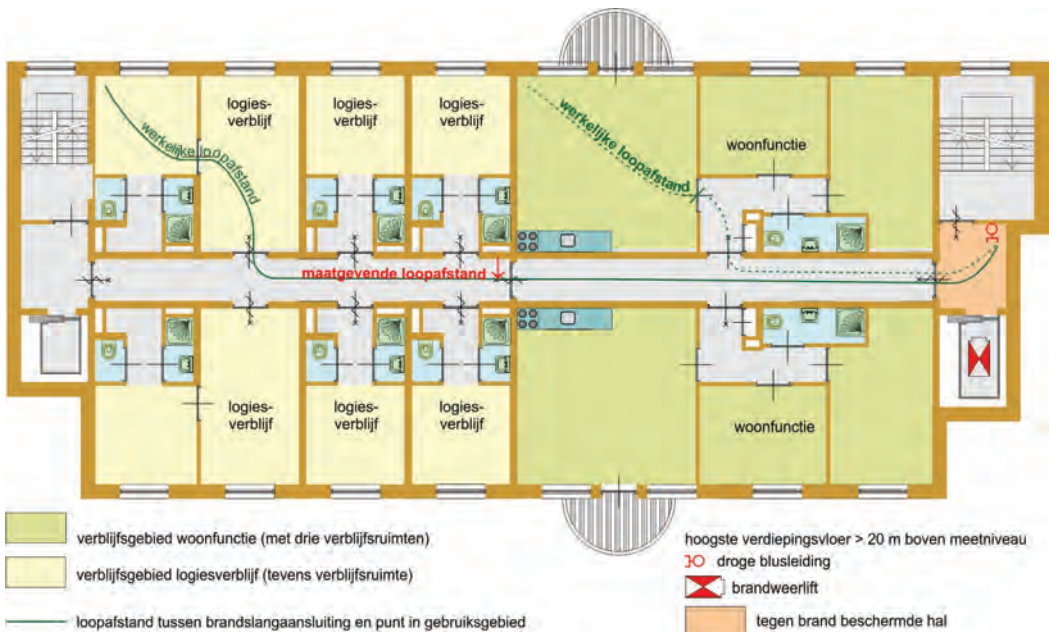 logies-
verblijf
logies-
verblijf
logies-
verblijf
werkelijke loopafstand
werkelijke loopafstand
woonfunctie
maatgevende loopafstand
logies-
verblijf
logies-
verblijf
logies-
verblijf
woonfunctie
verblijfsgebied woonfunctie (met drie verblijfsruimten)
verblijfsgebied logiesverblijf (tevens verblijfsruimte)
loopafstand tussen brandslangaansluiting en punt in gebruiksgebied
hoogste verdiepingsvloer > 20 m boven meetniveau
droge blusleiding
brandweerlift
tegen brand beschermde hal